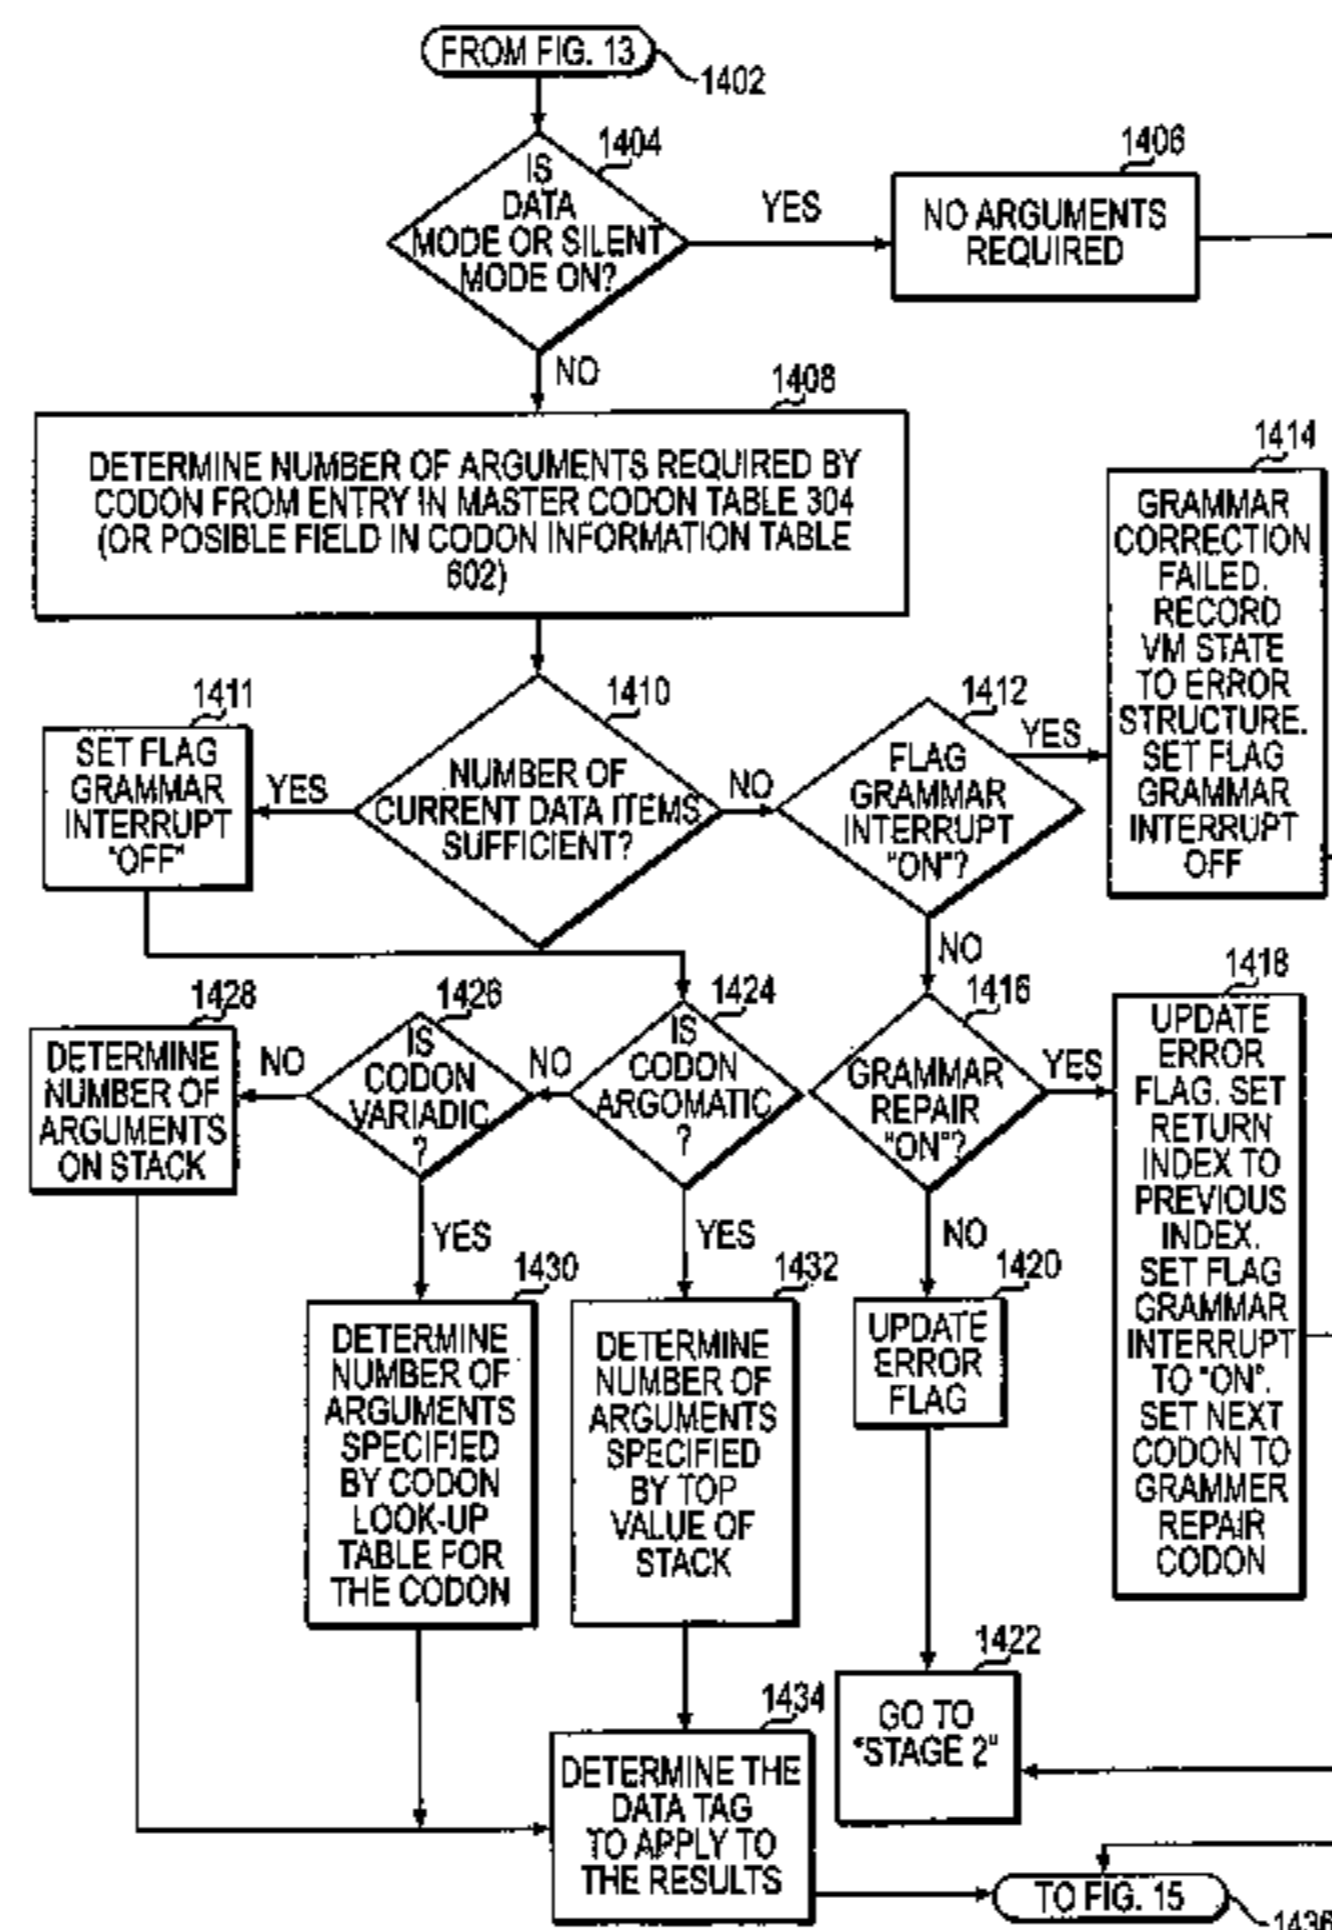 FROM FIG. 13
1402
1404
IS
DATA
MODE OR SILENT
MODE ON?
YES
1406
NO ARGUMENTS
REQUIRED
NO
1408
DETERMINE NUMBER OF ARGUMENTS REQUIRED BY
CODON FROM ENTRY IN MASTER CODON TABLE 304
(OR POSIBLE FIELD IN CODON INFORMATION TABLE
602)
1410
NUMBER OF
CURRENT DATA ITEMS
SUFFICIENT?
YES
1411
SET FLAG
GRAMMAR
INTERRUPT
"OFF"
NO
1412
FLAG
GRAMMAR
INTERRUPT
"ON"?
YES
1414
GRAMMAR
CORRECTION
FAILED.
RECORD
VM STATE
TO ERROR
STRUCTURE.
SET FLAG
GRAMMAR
INTERRUPT
OFF
NO
1416
GRAMMAR
REPAIR
"ON"?
YES
1418
UPDATE
ERROR
FLAG. SET
RETURN
INDEX TO
PREVIOUS
INDEX.
SET FLAG
GRAMMAR
INTERRUPT
TO "ON".
SET NEXT
CODON TO
GRAMMER
REPAIR
CODON
NO
1420
UPDATE
ERROR
FLAG
1422
GO TO
"STAGE 2"
1424
IS
CODON
ARGOMATIC
?
NO
1426
IS
CODON
VARIADIC
?
NO
1428
DETERMINE
NUMBER OF
ARGUMENTS
ON STACK
YES
1430
DETERMINE
NUMBER OF
ARGUMENTS
SPECIFIED
BY CODON
LOOK-UP
TABLE FOR
THE CODON
YES
1432
DETERMINE
NUMBER OF
ARGUMENTS
SPECIFIED
BY TOP
VALUE OF
STACK
1434
DETERMINE THE
DATA TAG
TO APPLY TO
THE RESULTS
TO FIG. 15
1436